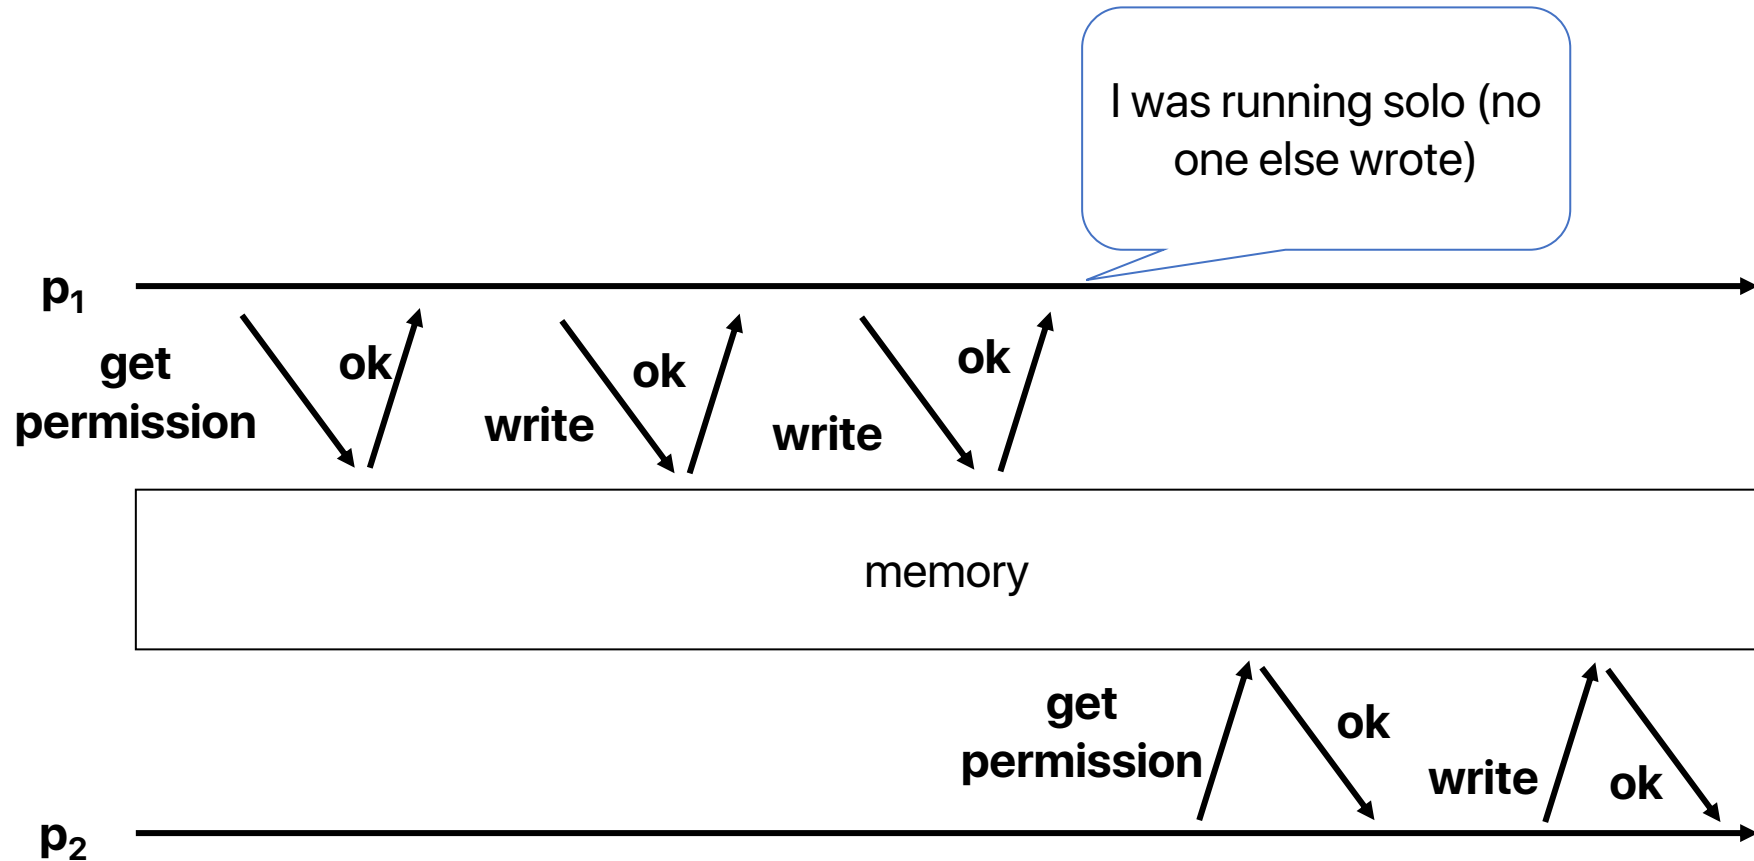 I was running solo (no
one else wrote)
p1
get
permission
ok
write
ok
write
ok
memory
get
permission
ok
write
ok
p2